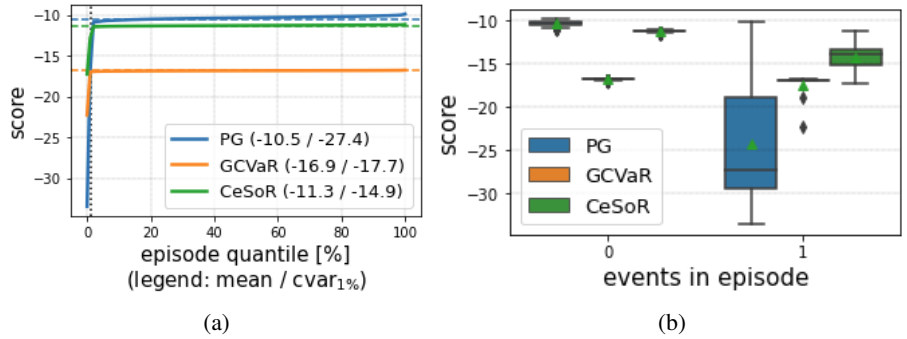 −10
−15
−20
−25
−30
score
PG (-10.5 / -27.4)
GCVaR (-16.9 / -17.7)
CeSoR (-11.3 / -14.9)
0 20 40 60 80 100
episode quantile [%]
(legend: mean / cvar1%)
(a)
−10
−15
−20
−25
−30
score
PG
GCVaR
CeSoR
0 1
events in episode
(b)